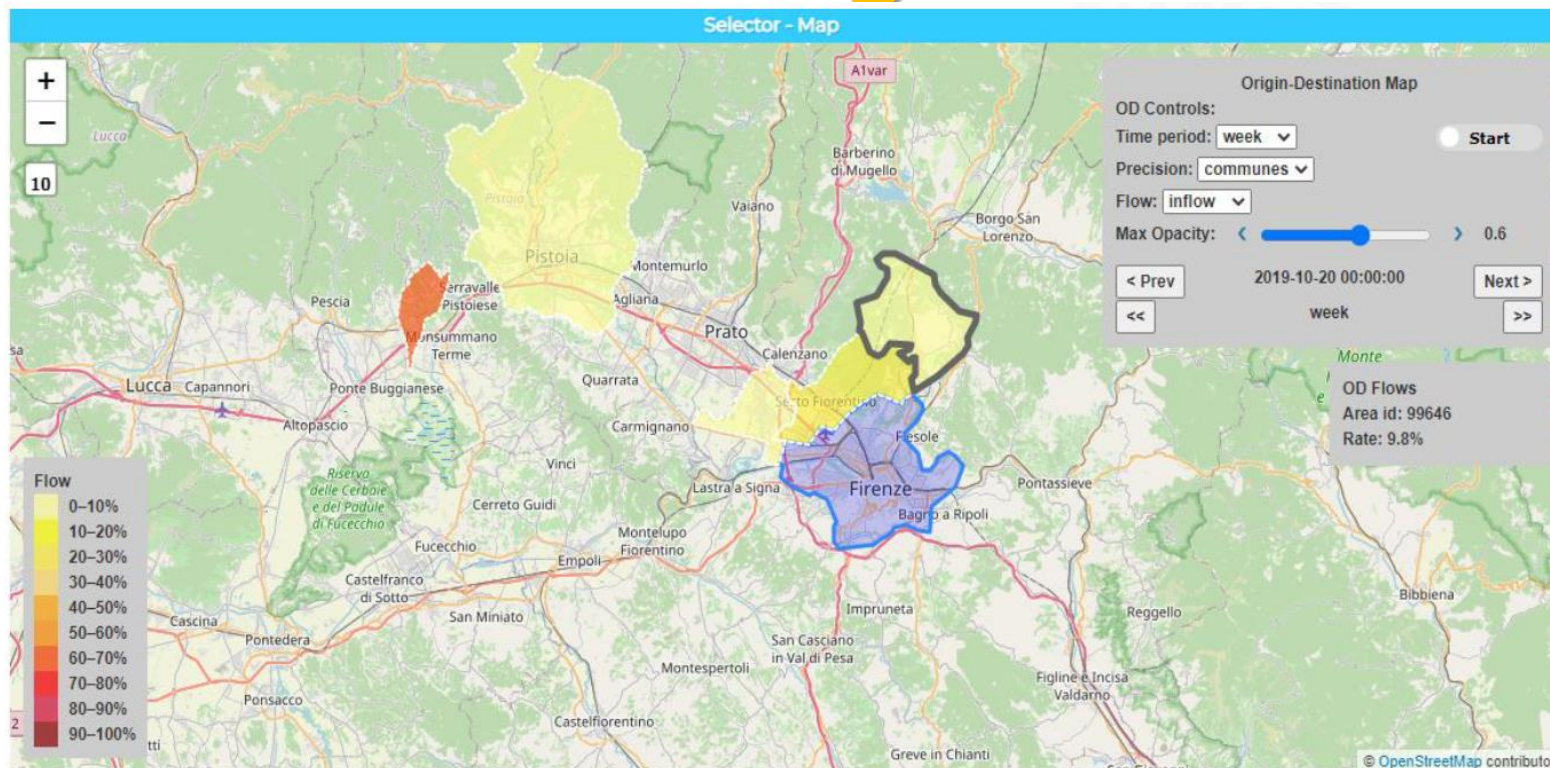 Selector - Map
+
−
10
Origin-Destination Map
OD Controls:
Time period: week
Start
Precision: communes
Flow: inflow
Max Opacity: < > 0.6
< Prev 2019-10-20 00:00:00 Next >
<< week >>
OD Flows
Area id: 99646
Rate: 9.8%
Flow
0–10%
10–20%
20–30%
30–40%
40–50%
50–60%
60–70%
70–80%
80–90%
90–100%
A1var
Lucca
Barberino
di Mugello
Pistoia
Vaiano
Borgo San
Lorenzo
Pistoia
Montemurlo
Serravalle
Pistoiese
Pescia
Agliana
Prato
Monsummano
Terme
Calenzano
Monte
Lucca
Capannori
Ponte Buggianese
Quarrata
Sesto Fiorentino
Altopascio
Carmignano
Fiesole
Vinci
Riserva
delle Cerbaie
e del Padule
di Fucecchio
Lastra a Signa
Firenze
Pontassieve
Cerreto Guidi
Bagno a Ripoli
Montelupo
Fiorentino
Fucecchio
Empoli
Castelfranco
di Sotto
Bibbiena
Impruneta
Reggello
Cascina
San Miniato
Pontedera
San Casciano
in Val di Pesa
Montespertoli
Figline e Incisa
Valdarno
Ponsacco
Castelfiorentino
2
tti
Greve in Chianti
© OpenStreetMap contributo